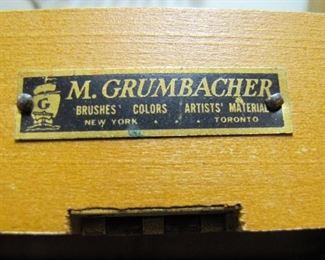 G
M. GRUMBACHER
BRUSHES COLORS ARTISTS' MATERIAL
NEW YORK . . . TORONTO